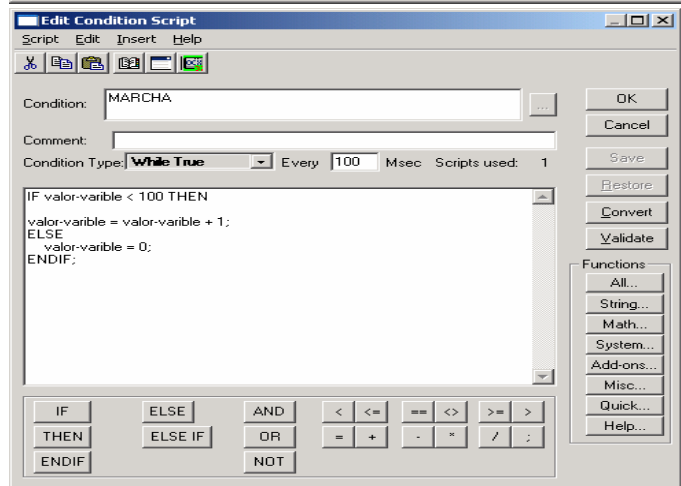 Edit Condition Script
Script Edit Insert Help
Condition: MARCHA ... OK
Cancel
Comment:
Condition Type: While True Every 100 Msec Scripts used: 1 Save
Restore
IF valor-varible < 100 THEN
Convert
valor-varible = valor-varible + 1;
ELSE
Validate
valor-varible = 0;
ENDIF;
Functions
All...
String...
Math...
System...
Add-ons...
Misc...
Quick...
Help...
IF ELSE AND < <= == <> >= >
THEN ELSE IF OR = + - * / ;
ENDIF NOT